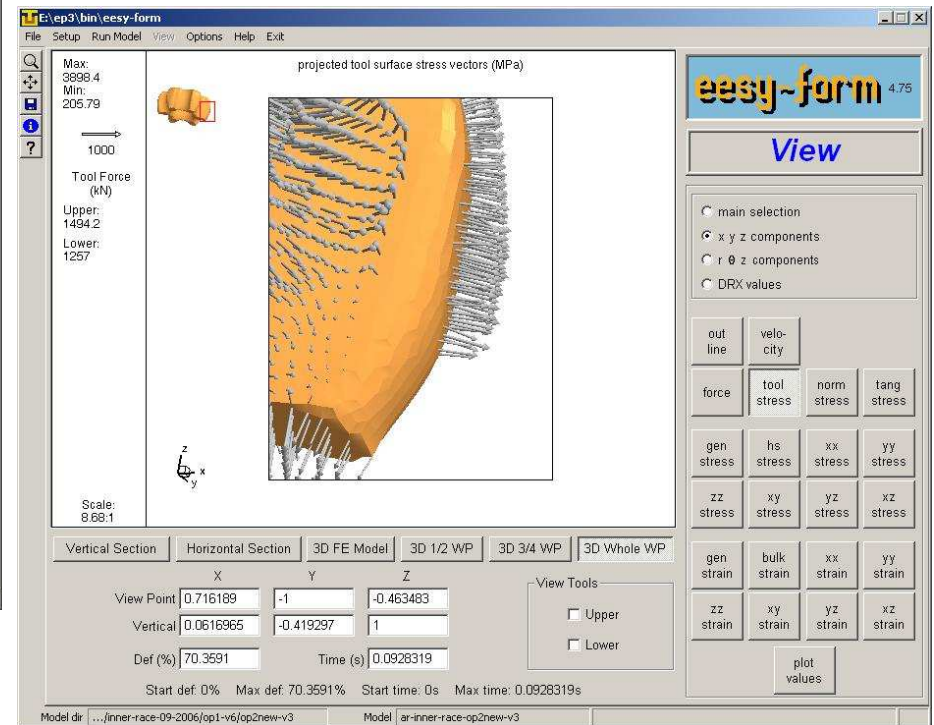 E:\ep3\bin\eesy-form
File Setup Run Model View Options Help Exit
Max:
3898.4
Min:
205.79
1000
Tool Force
(kN)
Upper:
1494.2
Lower:
1257
Scale:
8.68:1
projected tool surface stress vectors (MPa)
z
x
y
eesy-form 4.75
View
main selection
x y z components
r θ z components
DRX values
out line
velo-city
force
tool stress
norm stress
tang stress
gen stress
hs stress
xx stress
yy stress
zz stress
xy stress
yz stress
xz stress
gen strain
bulk strain
xx strain
yy strain
zz strain
xy strain
yz strain
xz strain
plot values
Vertical Section Horizontal Section 3D FE Model 3D 1/2 WP 3D 3/4 WP 3D Whole WP
X Y Z
View Point 0.716189 -1 -0.463483
Vertical 0.0616965 -0.419297 1
Def (%) 70.3591 Time (s) 0.0928319
View Tools
Upper
Lower
Start def: 0% Max def: 70.3591% Start time: 0s Max time: 0.0928319s
Model dir .../inner-race-09-2006/op1-v6/op2new-v3 Model ar-inner-race-op2new-v3